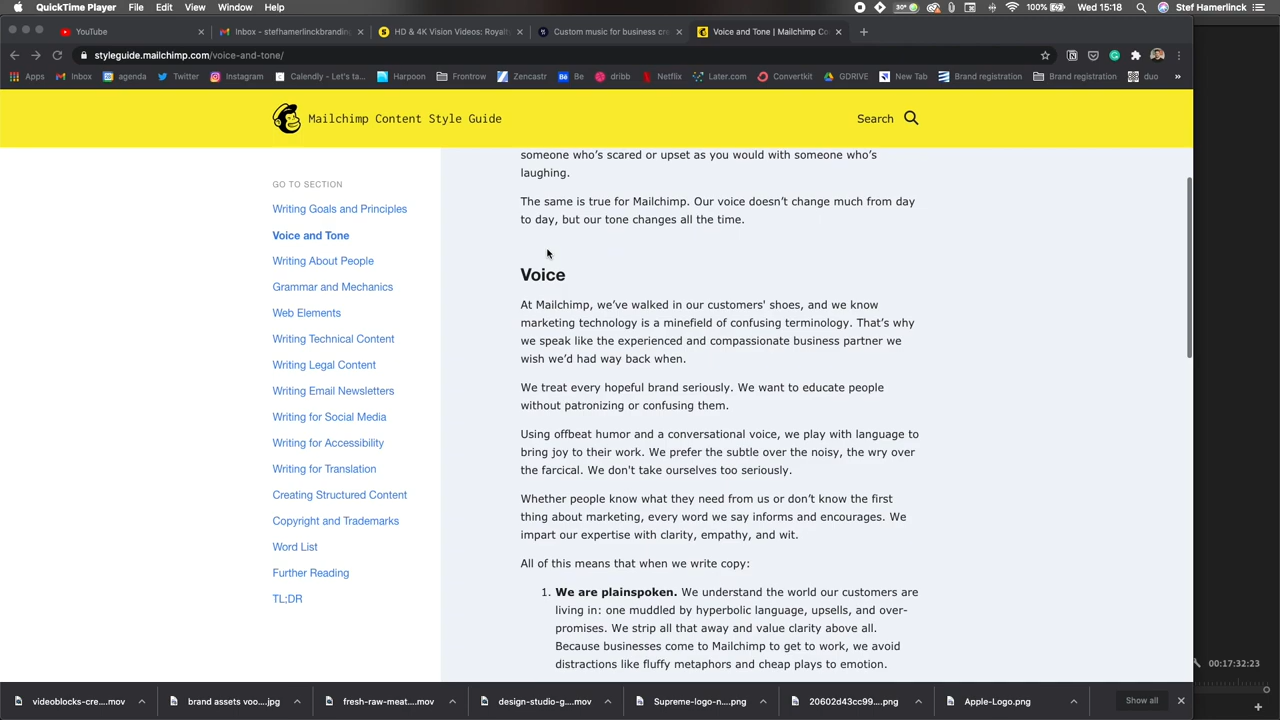 QuickTime Player File Edit View Window Help
30° 100% Wed 15:18 Stef Hamerlinck
YouTube
Inbox - stefhamerlinckbranding
HD & 4K Vision Videos: Royalt
Custom music for business cre
Voice and Tone | Mailchimp Co
styleguide.mailchimp.com/voice-and-tone/
Apps Inbox agenda Twitter Instagram Calendly - Let's ta... Harpoon Frontrow Zencastr Be dribb Netflix Later.com Convertkit GDRIVE New Tab Brand registration Brand registration duo »
Mailchimp Content Style Guide
Search
GO TO SECTION
Writing Goals and Principles
Voice and Tone
Writing About People
Grammar and Mechanics
Web Elements
Writing Technical Content
Writing Legal Content
Writing Email Newsletters
Writing for Social Media
Writing for Accessibility
Writing for Translation
Creating Structured Content
Copyright and Trademarks
Word List
Further Reading
TL;DR
someone who’s scared or upset as you would with someone who’s
laughing.
The same is true for Mailchimp. Our voice doesn’t change much from day
to day, but our tone changes all the time.
Voice
At Mailchimp, we’ve walked in our customers' shoes, and we know
marketing technology is a minefield of confusing terminology. That’s why
we speak like the experienced and compassionate business partner we
wish we’d had way back when.
We treat every hopeful brand seriously. We want to educate people
without patronizing or confusing them.
Using offbeat humor and a conversational voice, we play with language to
bring joy to their work. We prefer the subtle over the noisy, the wry over
the farcical. We don't take ourselves too seriously.
Whether people know what they need from us or don’t know the first
thing about marketing, every word we say informs and encourages. We
impart our expertise with clarity, empathy, and wit.
All of this means that when we write copy:
1. We are plainspoken. We understand the world our customers are
living in: one muddled by hyperbolic language, upsells, and over-
promises. We strip all that away and value clarity above all.
Because businesses come to Mailchimp to get to work, we avoid
distractions like fluffy metaphors and cheap plays to emotion.
00:17:32:23
videoblocks-cre....mov
brand assets voo....jpg
fresh-raw-meat....mov
design-studio-g....mov
Supreme-logo-n....png
20602d43cc99....png
Apple-Logo.png
Show all